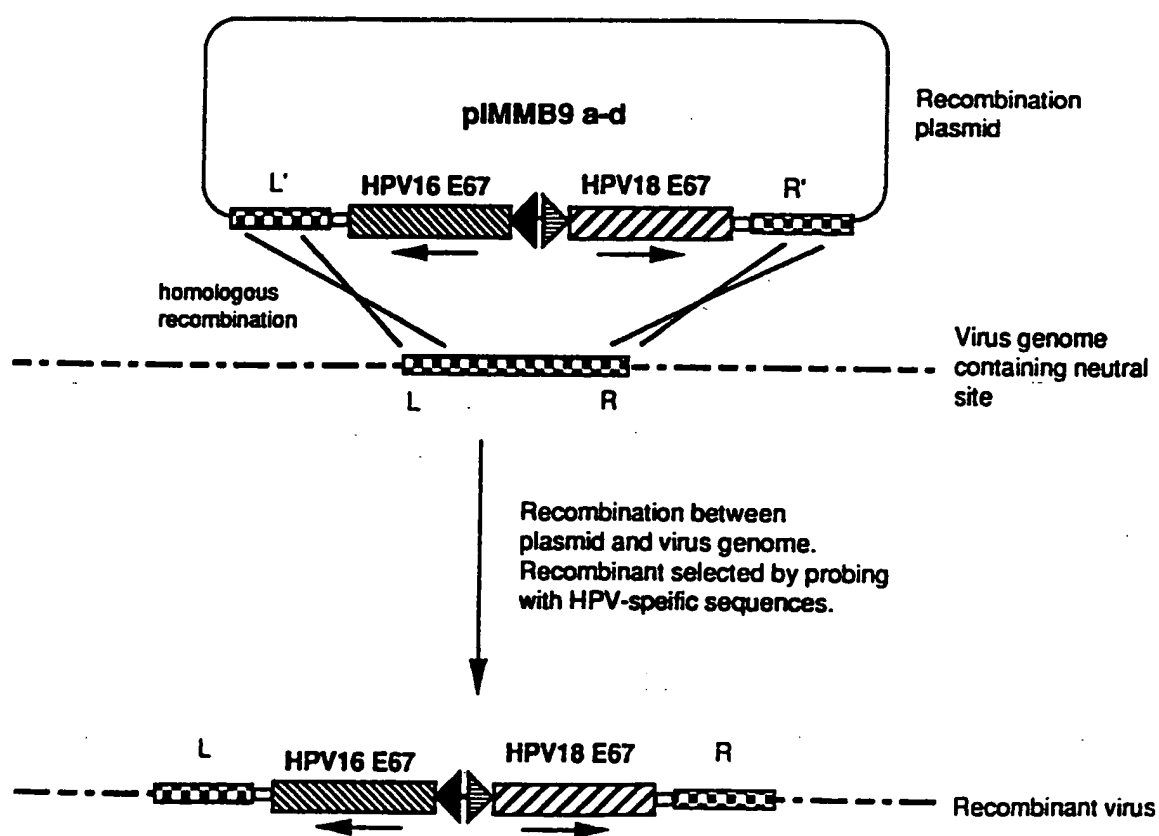 pIMMB9 a-d
Recombination
plasmid
L'
HPV16 E67
HPV18 E67
R'
homologous
recombination
Virus genome
containing neutral
site
L
R
Recombination between
plasmid and virus genome.
Recombinant selected by probing
with HPV-speific sequences.
L
HPV16 E67
HPV18 E67
R
Recombinant virus